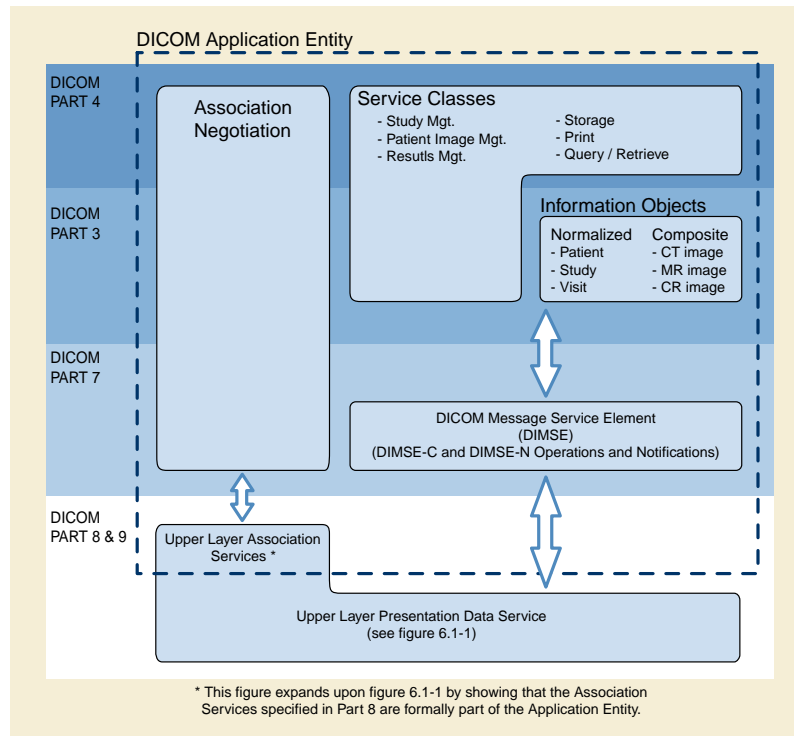 DICOM Application Entity
DICOM
PART 4
Association
Negotiation
Service Classes
- Study Mgt.
- Patient Image Mgt.
- Resutls Mgt.
- Storage
- Print
- Query / Retrieve
DICOM
PART 3
Information Objects
Normalized
- Patient
- Study
- Visit
Composite
- CT image
- MR image
- CR image
DICOM
PART 7
DICOM Message Service Element
(DIMSE)
(DIMSE-C and DIMSE-N Operations and Notifications)
DICOM
PART 8 & 9
Upper Layer Association
Services *
Upper Layer Presentation Data Service
(see figure 6.1-1)
* This figure expands upon figure 6.1-1 by showing that the Association
Services specified in Part 8 are formally part of the Application Entity.